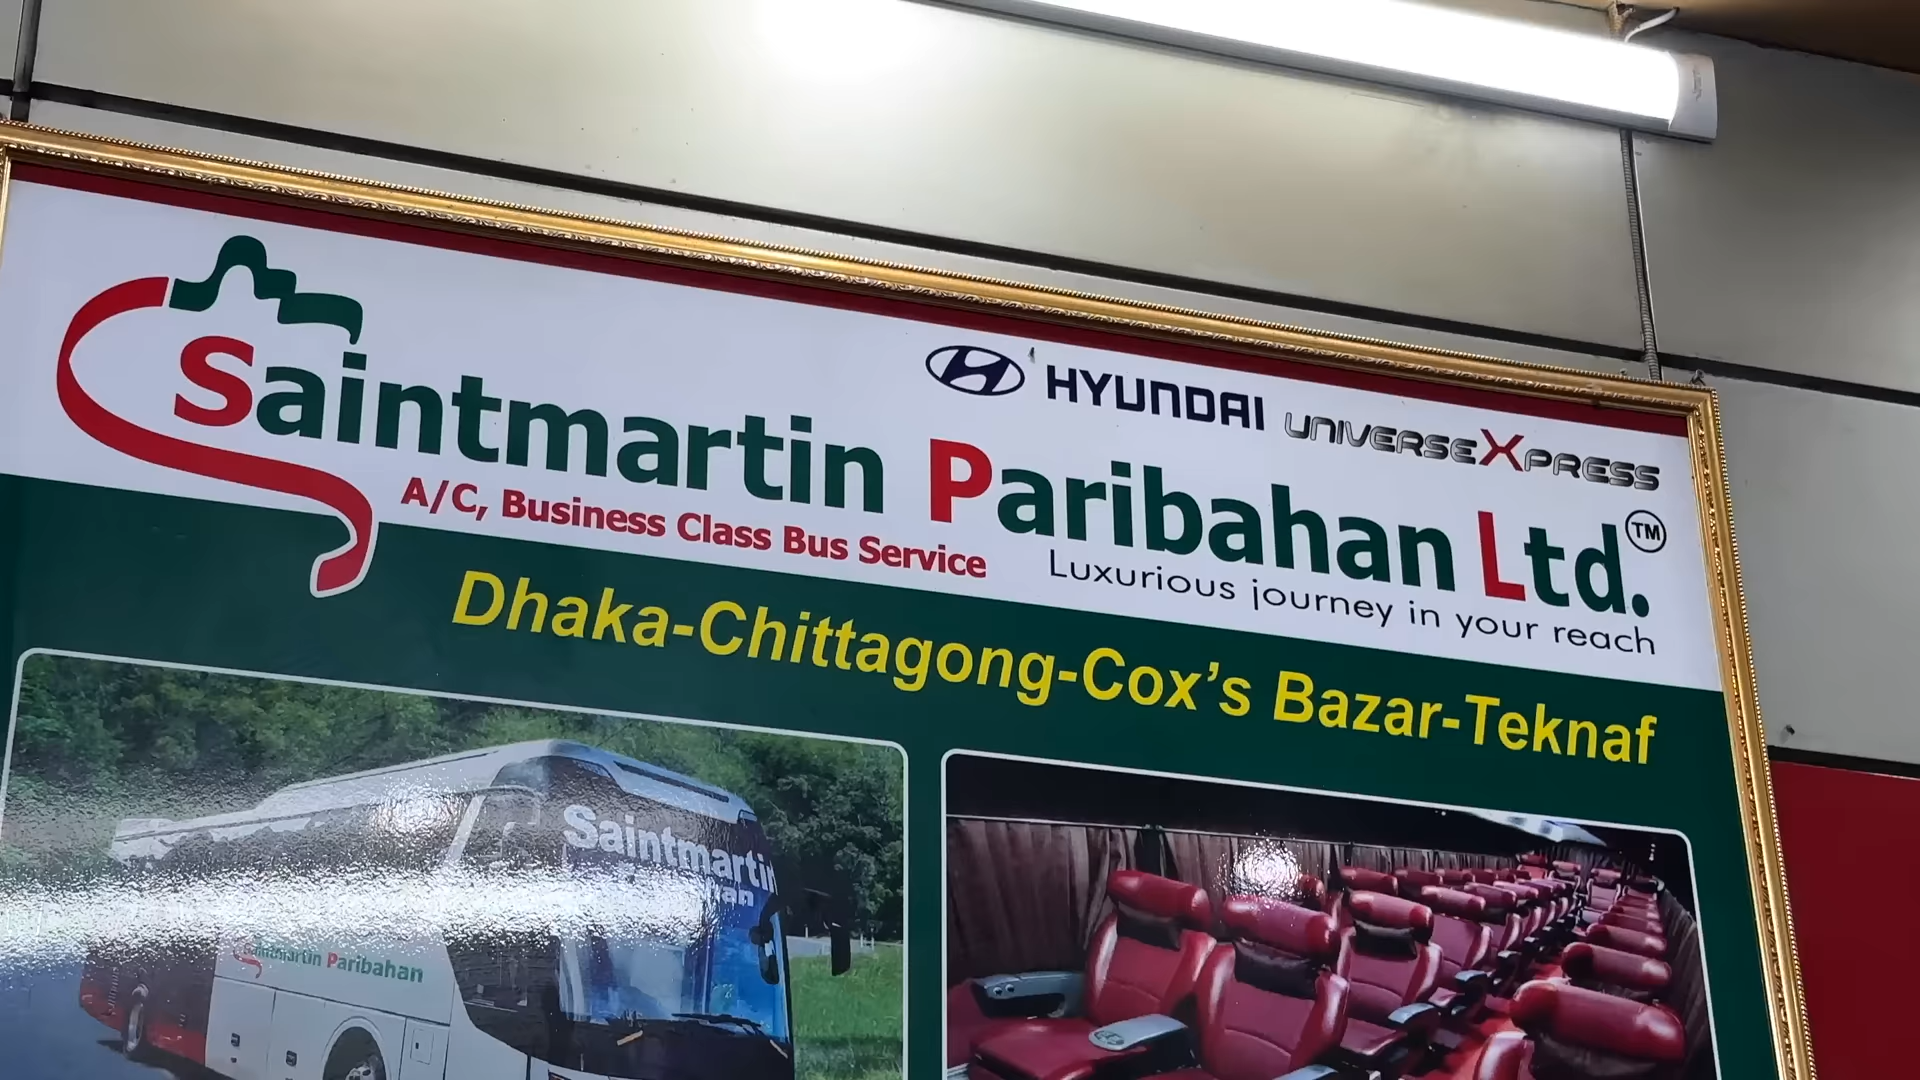 HYUNDAI UNIVERSEXPRESS
Saintmartin Paribahan Ltd.™
A/C, Business Class Bus Service
Luxurious journey in your reach
Dhaka-Chittagong-Cox's Bazar-Teknaf
Saintmartin
Saintmartin Paribahan